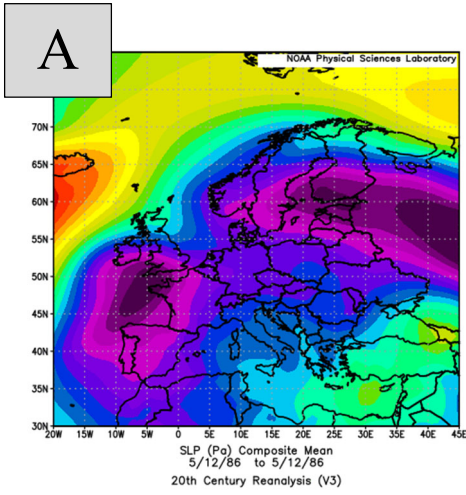 A
NOAA Physical Sciences Laboratory
70N
65N
60N
55N
50N
45N
40N
35N
30N
20W 15W 10W 5W 0 5E 10E 15E 20E 25E 30E 35E 40E 45E
SLP (Pa) Composite Mean
5/12/86 to 5/12/86
20th Century Reanalysis (V3)